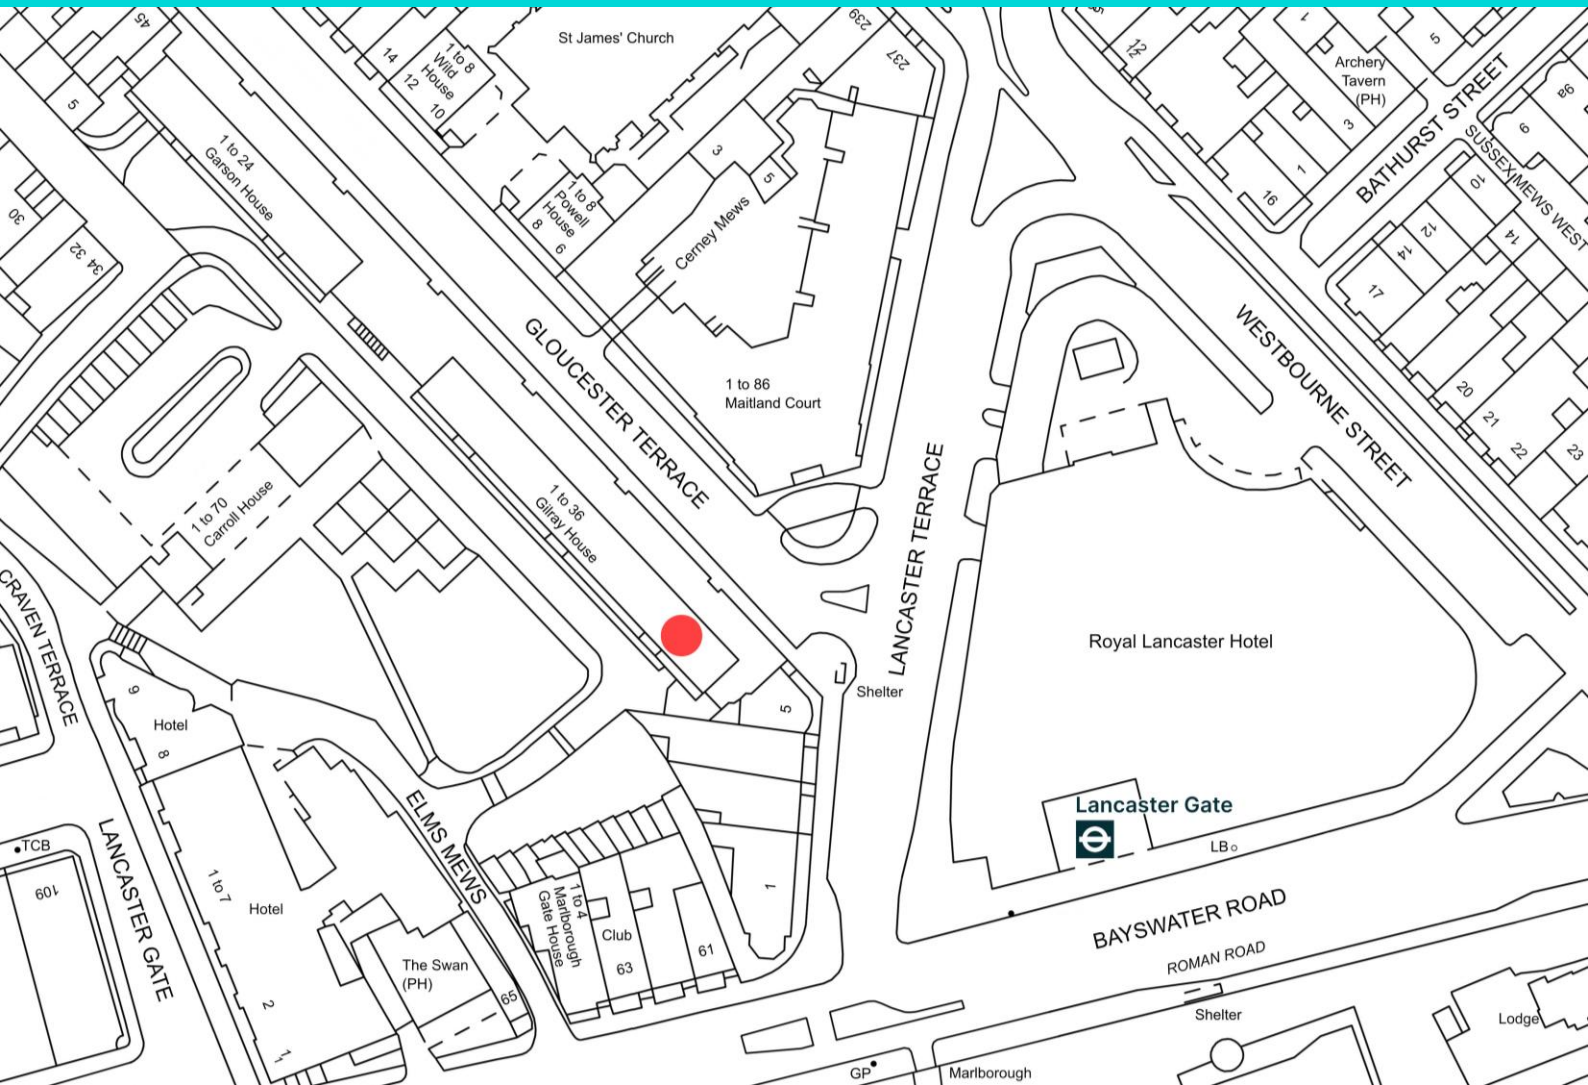 45
239
St James' Church
237
12
1
5
Archery
Tavern
(PH)
14
1 to 8
Wild
House
12
10
5
98
BATHURST STREET
3
6
SUSSEX MEWS WEST
1 to 24
Garson House
3
5
1
16
10
12
14
14
1 to 8
Powell
House
8
6
30
32
34
Cerney Mews
17
WESTBOURNE STREET
GLOUCESTER TERRACE
1 to 86
Maitland Court
20
21
22
23
LANCASTER TERRACE
1 to 36
Gilray House
1 to 70
Carroll House
CRAVEN TERRACE
Royal Lancaster Hotel
Shelter
5
9
Hotel
8
Lancaster Gate
ELMS MEWS
LANCASTER GATE
TCB
109
LB
1 to 7
Hotel
1 to 4
Marlborough
Gate House
Club
63
61
1
BAYSWATER ROAD
ROMAN ROAD
The Swan
(PH)
65
2
Shelter
Lodge
GP
Marlborough